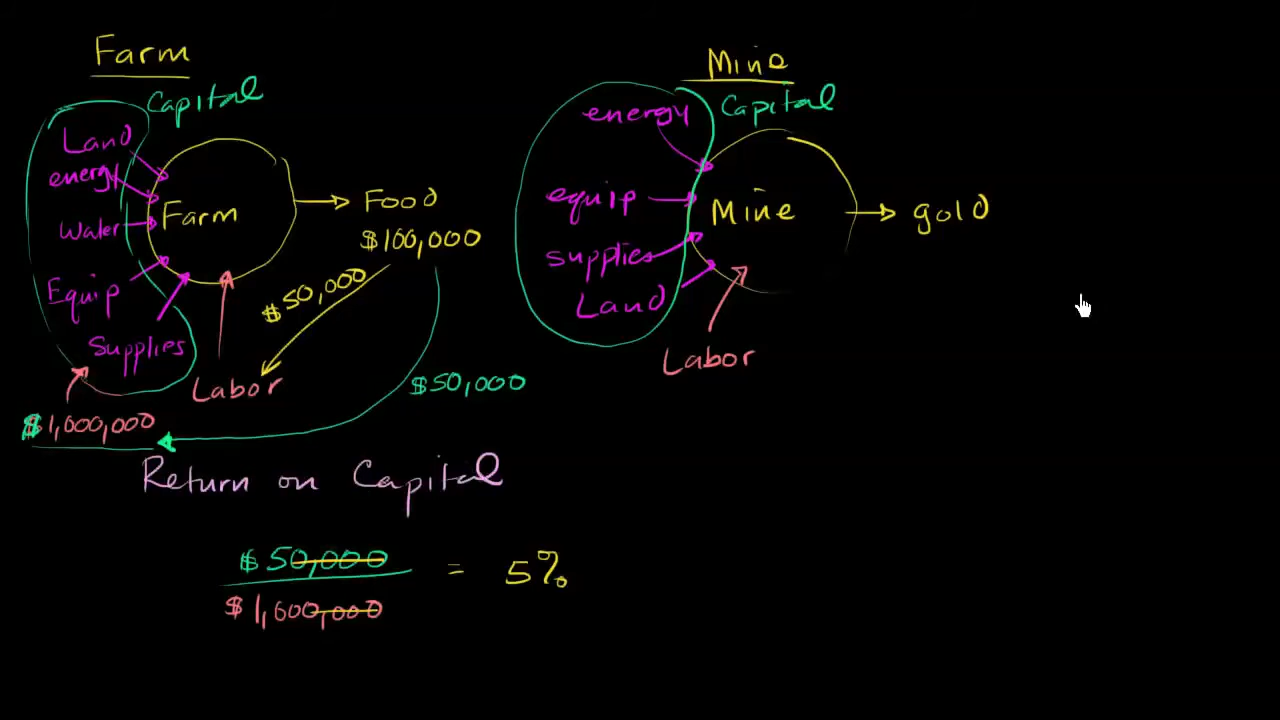 Farm
Capital
Land
energy
Water
Equip
Supplies
Farm
Food
$100,000
$50,000
Labor
$50,000
$1,000,000
Mine
Capital
energy
equip
supplies
Land
Mine
gold
Labor
Return on Capital
$50,000
= 5%
$1,000,000